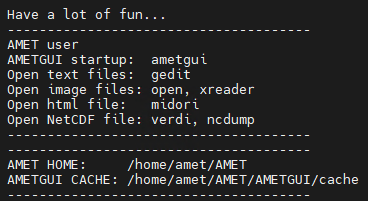 Have a lot of fun...
--------------------------------------
AMET user
AMETGUI startup:  ametgui
Open text files:  gedit
Open image files: open, xreader
Open html file:   midori
Open NetCDF file: verdi, ncdump
--------------------------------------
--------------------------------------
AMET HOME:     /home/amet/AMET
AMETGUI CACHE: /home/amet/AMET/AMETGUI/cache
--------------------------------------